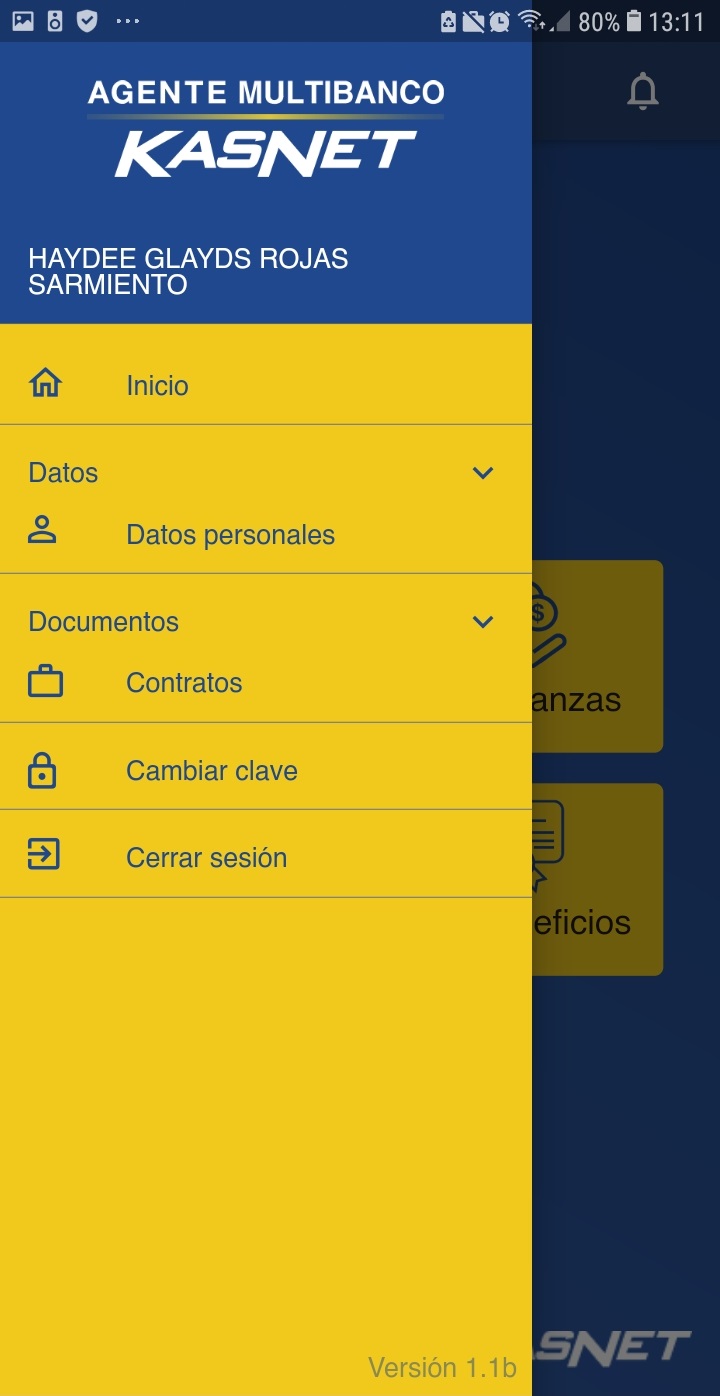 80% 13:11
AGENTE MULTIBANCO
KASNET
HAYDEE GLAYDS ROJAS
SARMIENTO
Inicio
Datos
Datos personales
Documentos
$
anzas
Contratos
Cambiar clave
Cerrar sesión
eficios
Versión 1.1b
ASNET